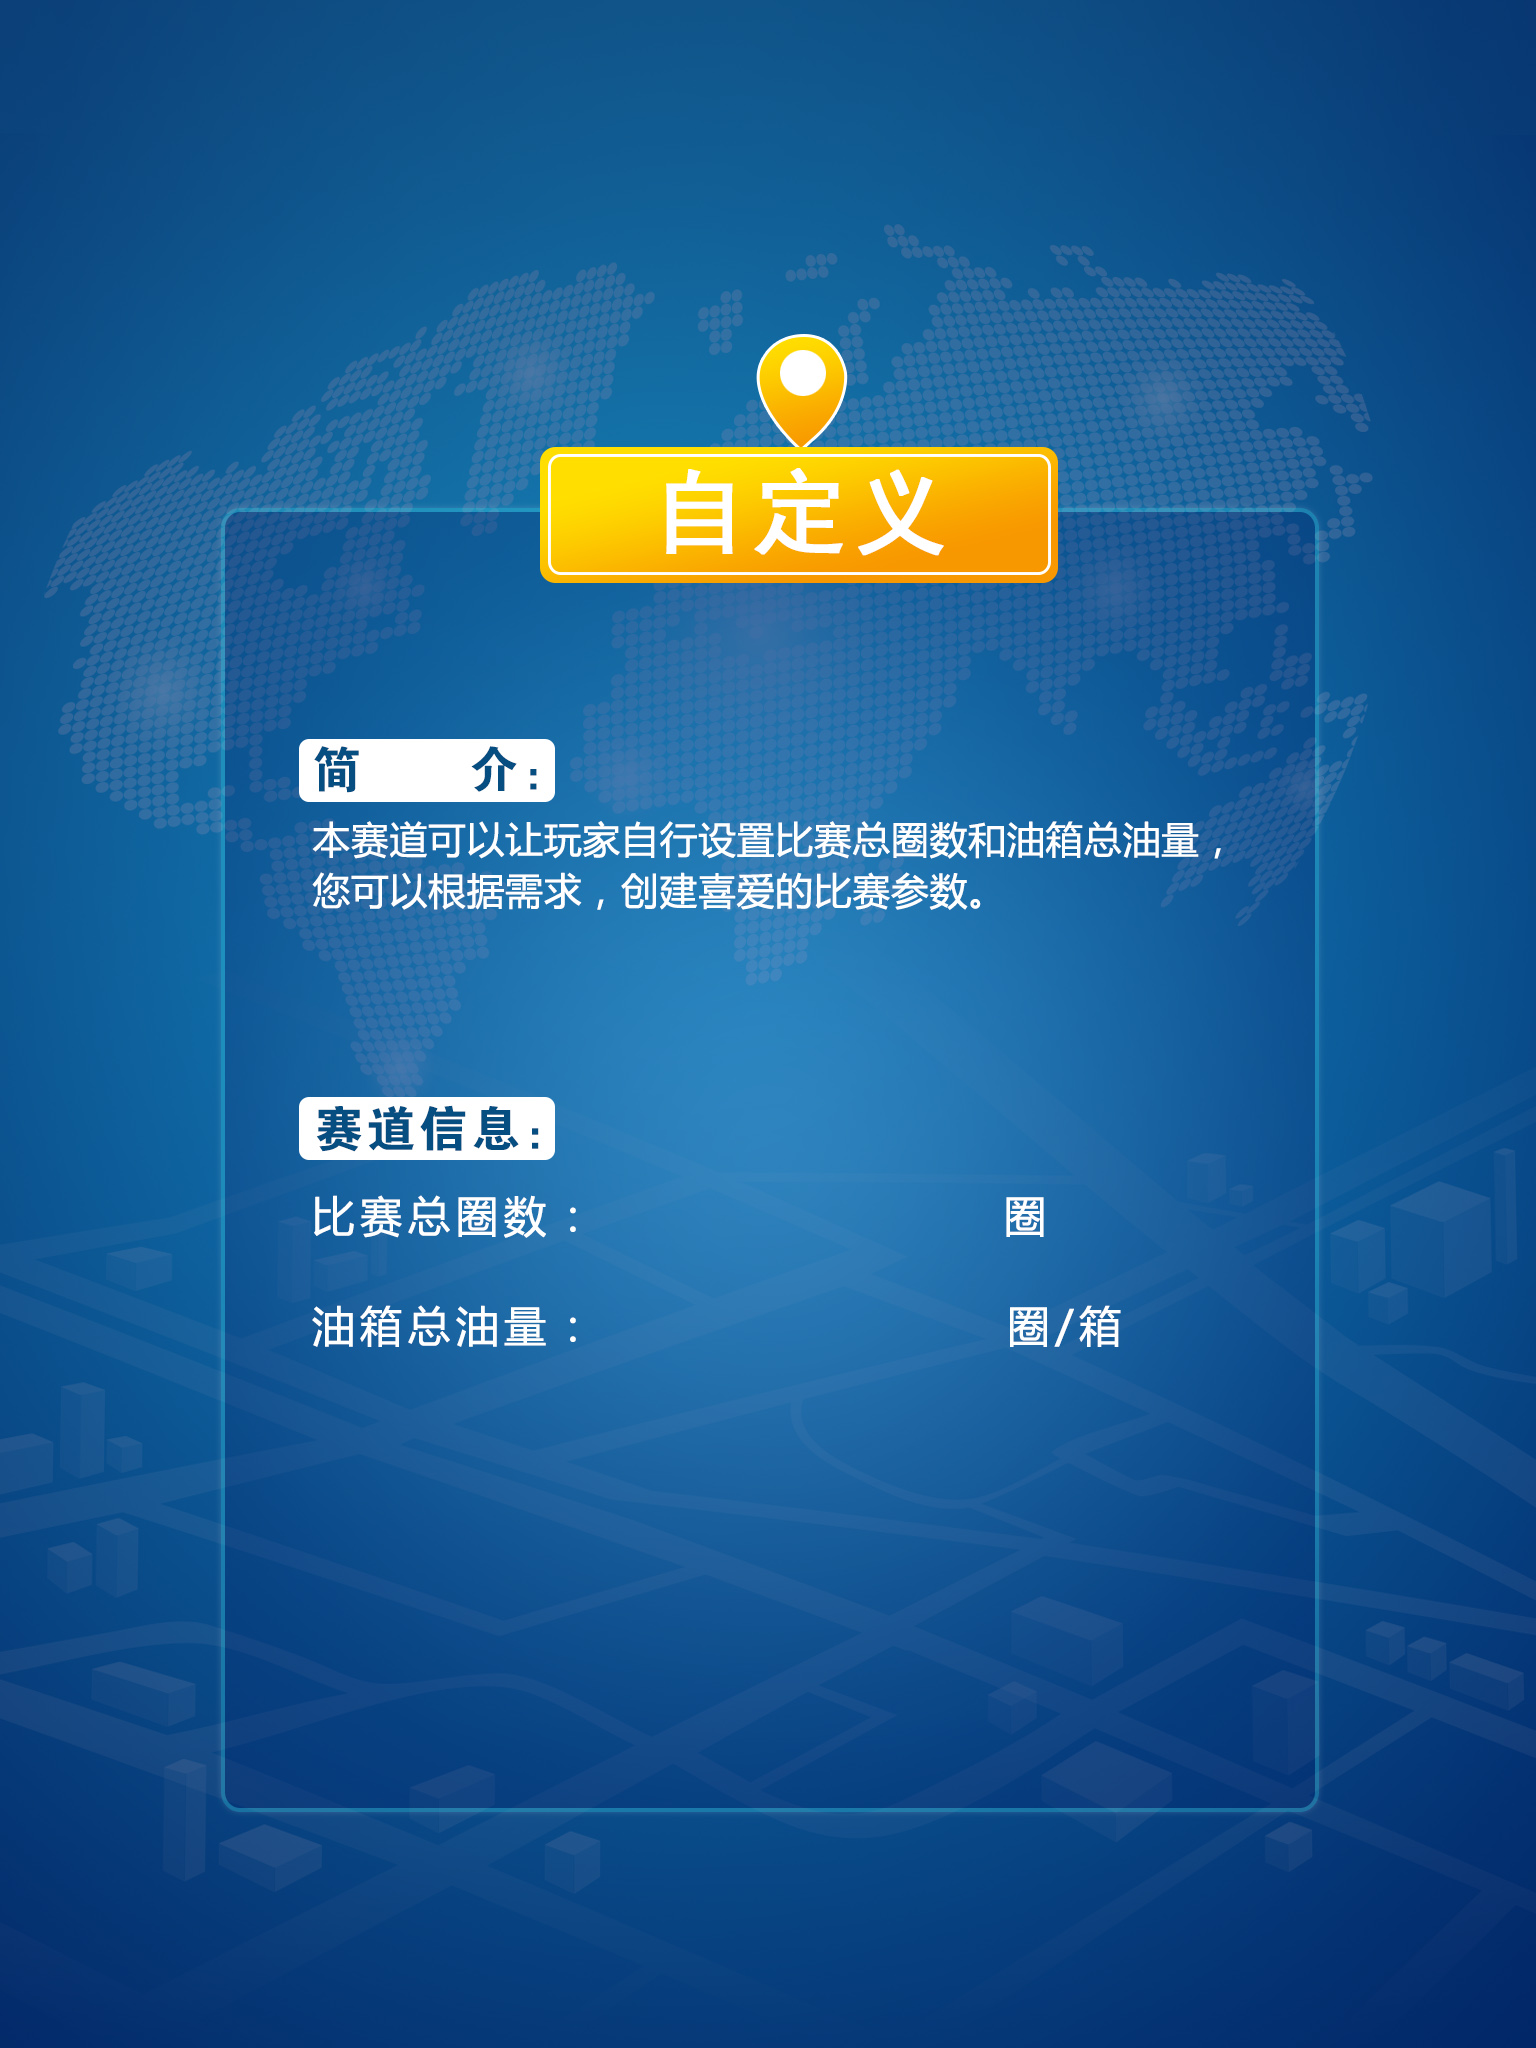 自定义
简 介：
本赛道可以让玩家自行设置比赛总圈数和油箱总油量，
您可以根据需求，创建喜爱的比赛参数。
赛道信息：
比赛总圈数： 圈
油箱总油量： 圈/箱